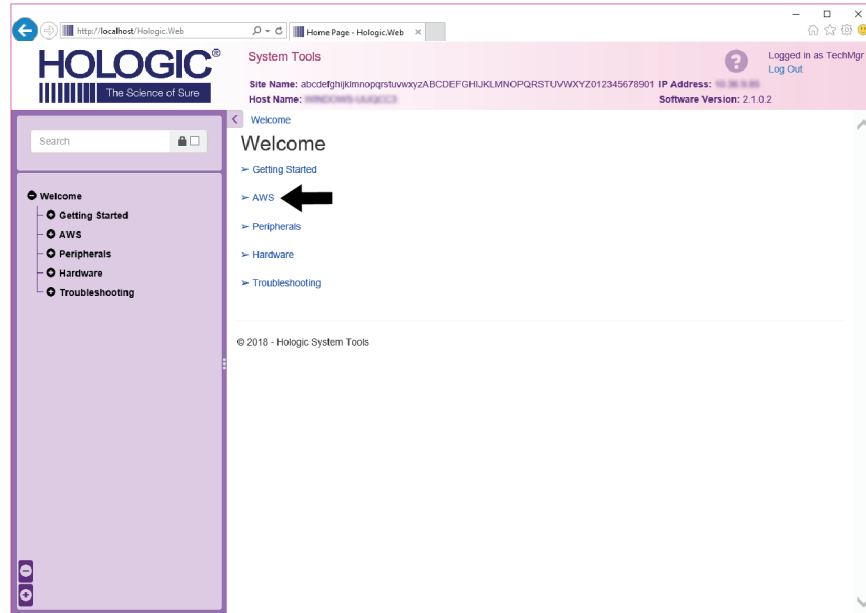 http://localhost/Hologic.Web
Home Page - Hologic.Web
HOLOGIC®
The Science of Sure
System Tools
Logged in as TechMgr
Log Out
Site Name: abcdefghijklmnopqrstuvwxyzABCDEFGHIJKLMNOPQRSTUVWXYZ012345678901 IP Address:
Host Name: Software Version: 2.1.0.2
Search
Welcome
Getting Started
AWS
Peripherals
Hardware
Troubleshooting
Welcome
Welcome
➢ Getting Started
➢ AWS
➢ Peripherals
➢ Hardware
➢ Troubleshooting
© 2018 - Hologic System Tools